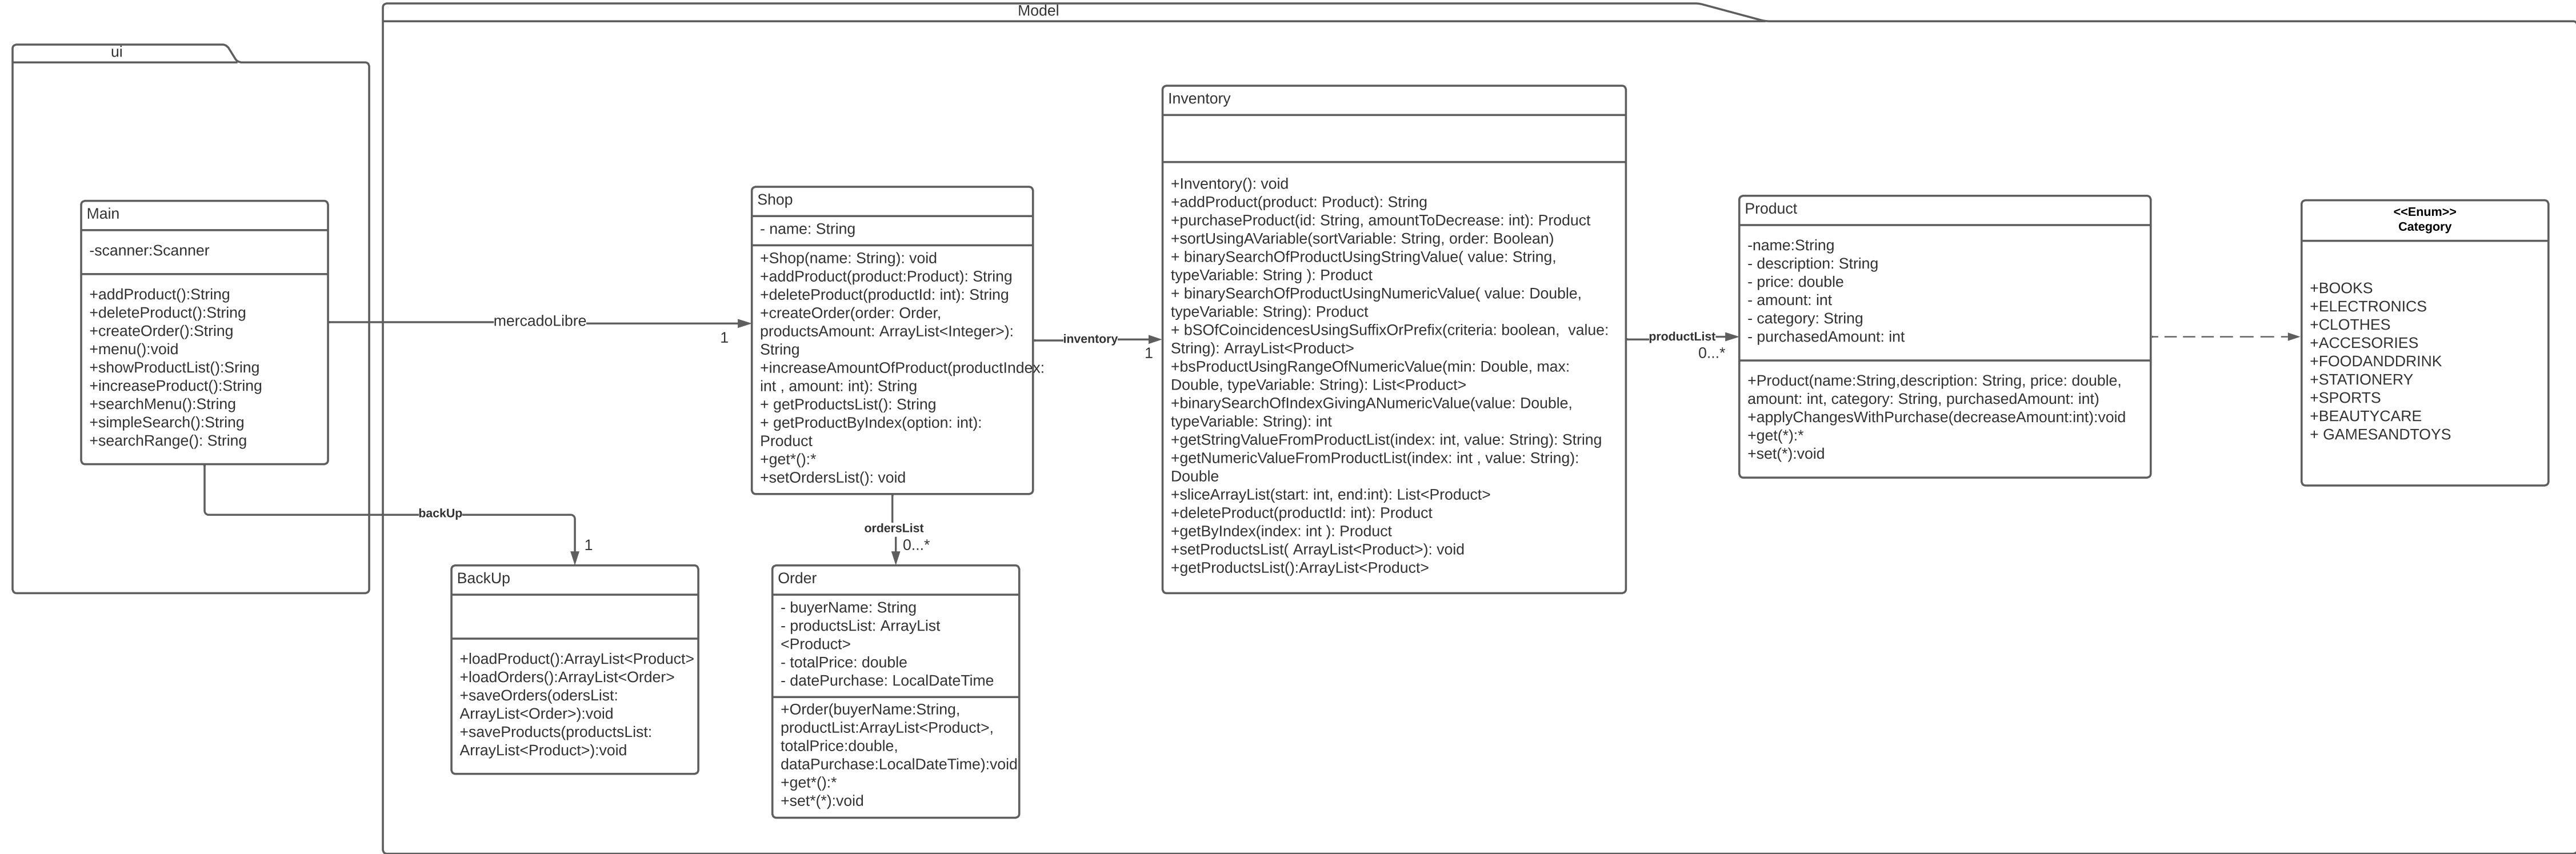 Model
ui
Main
-scanner:Scanner
+addProduct():String
+deleteProduct():String
+createOrder():String
+menu():void
+showProductList():Sring
+increaseProduct():String
+searchMenu():String
+simpleSearch():String
+searchRange(): String
mercadoLibre
1
backUp
1
BackUp
+loadProduct():ArrayList<Product>
+loadOrders():ArrayList<Order>
+saveOrders(odersList:
ArrayList<Order>):void
+saveProducts(productsList:
ArrayList<Product>):void
Shop
- name: String
+Shop(name: String): void
+addProduct(product:Product): String
+deleteProduct(productId: int): String
+createOrder(order: Order,
productsAmount: ArrayList<Integer>):
String
+increaseAmountOfProduct(productIndex:
int , amount: int): String
+ getProductsList(): String
+ getProductByIndex(option: int):
Product
+get*():*
+setOrdersList(): void
ordersList
0...*
Order
- buyerName: String
- productsList: ArrayList
<Product>
- totalPrice: double
- datePurchase: LocalDateTime
+Order(buyerName:String,
productList:ArrayList<Product>,
totalPrice:double,
dataPurchase:LocalDateTime):void
+get*():*
+set*(*):void
inventory
1
Inventory
+Inventory(): void
+addProduct(product: Product): String
+purchaseProduct(id: String, amountToDecrease: int): Product
+sortUsingAVariable(sortVariable: String, order: Boolean)
+ binarySearchOfProductUsingStringValue( value: String,
typeVariable: String ): Product
+ binarySearchOfProductUsingNumericValue( value: Double,
typeVariable: String): Product
+ bSOfCoincidencesUsingSuffixOrPrefix(criteria: boolean,  value:
String): ArrayList<Product>
+bsProductUsingRangeOfNumericValue(min: Double, max:
Double, typeVariable: String): List<Product>
+binarySearchOfIndexGivingANumericValue(value: Double,
typeVariable: String): int
+getStringValueFromProductList(index: int, value: String): String
+getNumericValueFromProductList(index: int , value: String):
Double
+sliceArrayList(start: int, end:int): List<Product>
+deleteProduct(productId: int): Product
+getByIndex(index: int ): Product
+setProductsList( ArrayList<Product>): void
+getProductsList():ArrayList<Product>
productList
0...*
Product
-name:String
- description: String
- price: double
- amount: int
- category: String
- purchasedAmount: int
+Product(name:String,description: String, price: double,
amount: int, category: String, purchasedAmount: int)
+applyChangesWithPurchase(decreaseAmount:int):void
+get(*):*
+set(*):void
<<Enum>>
Category
+BOOKS
+ELECTRONICS
+CLOTHES
+ACCESORIES
+FOODANDDRINK
+STATIONERY
+SPORTS
+BEAUTYCARE
+ GAMESANDTOYS